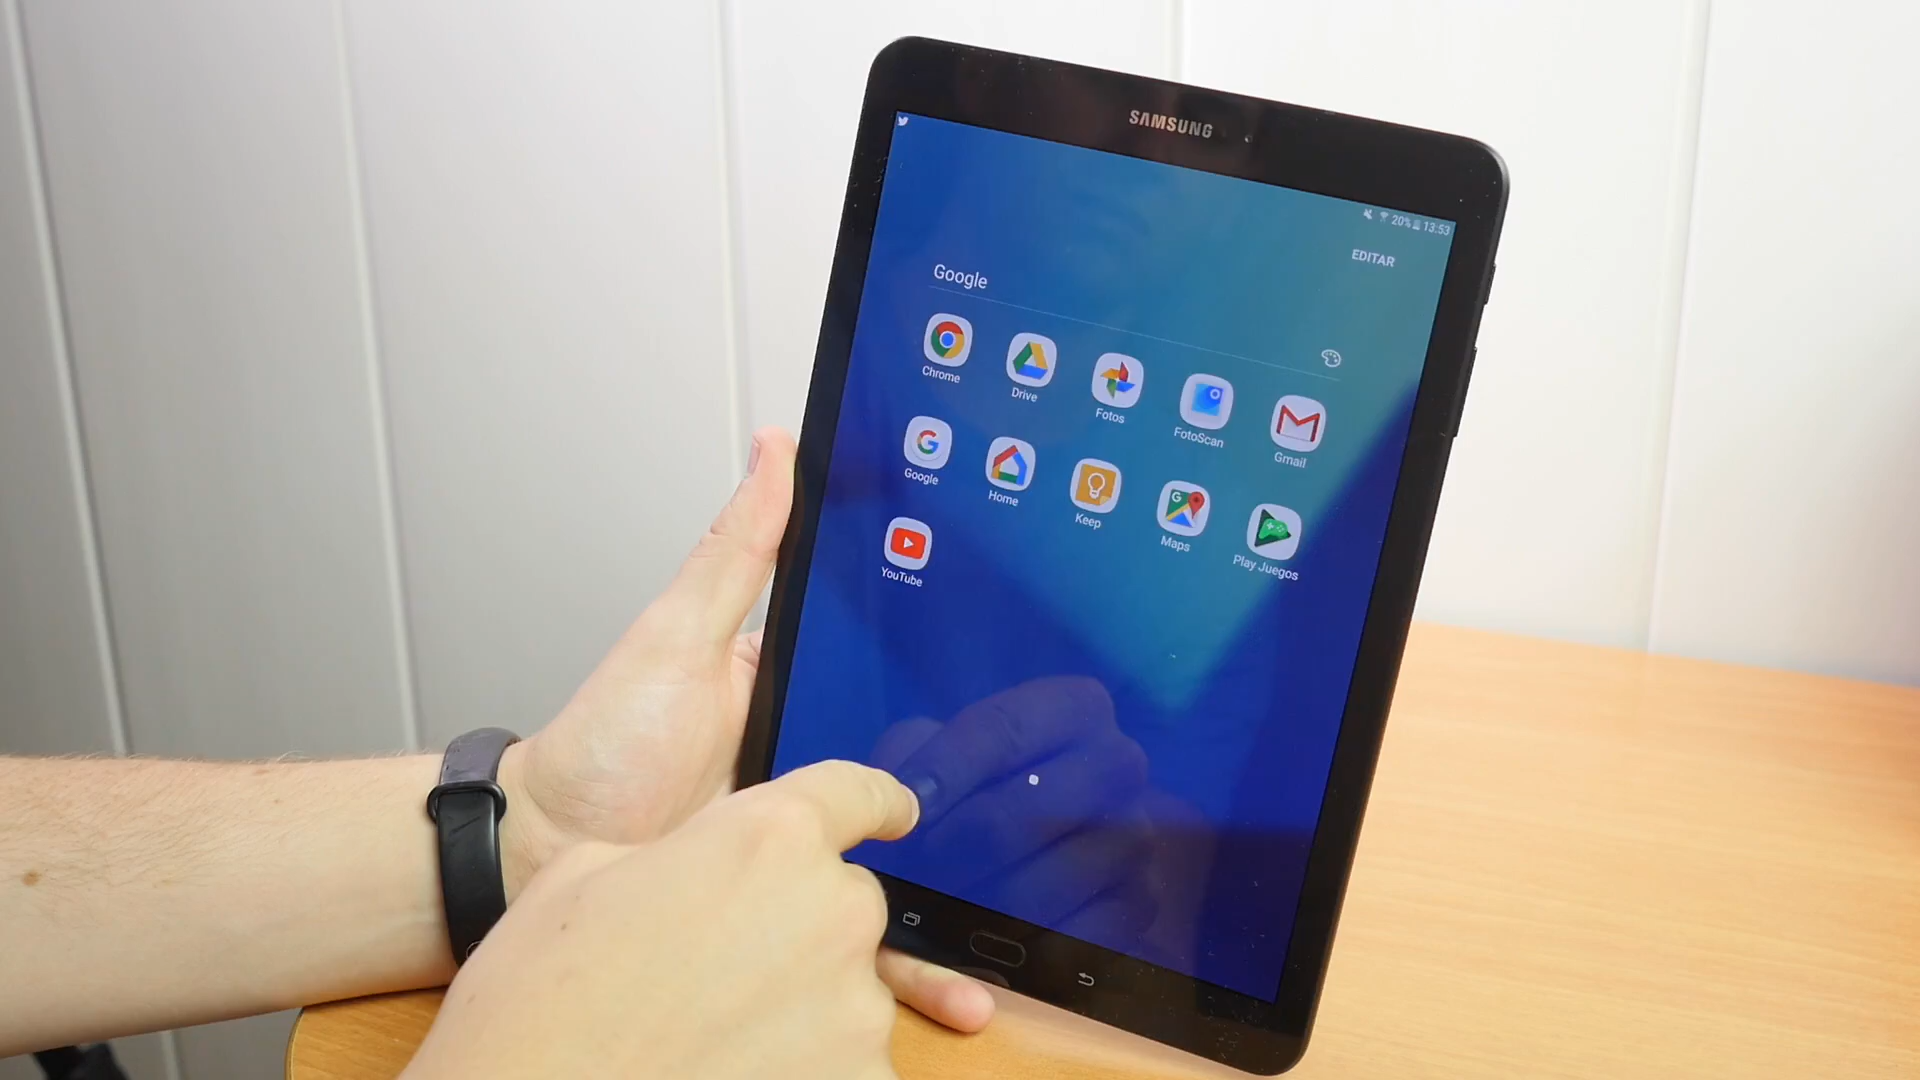 SAMSUNG
20% 13:53
EDITAR
Google
Chrome
Drive
Fotos
FotoScan
Gmail
Google
Home
Keep
Maps
Play Juegos
YouTube